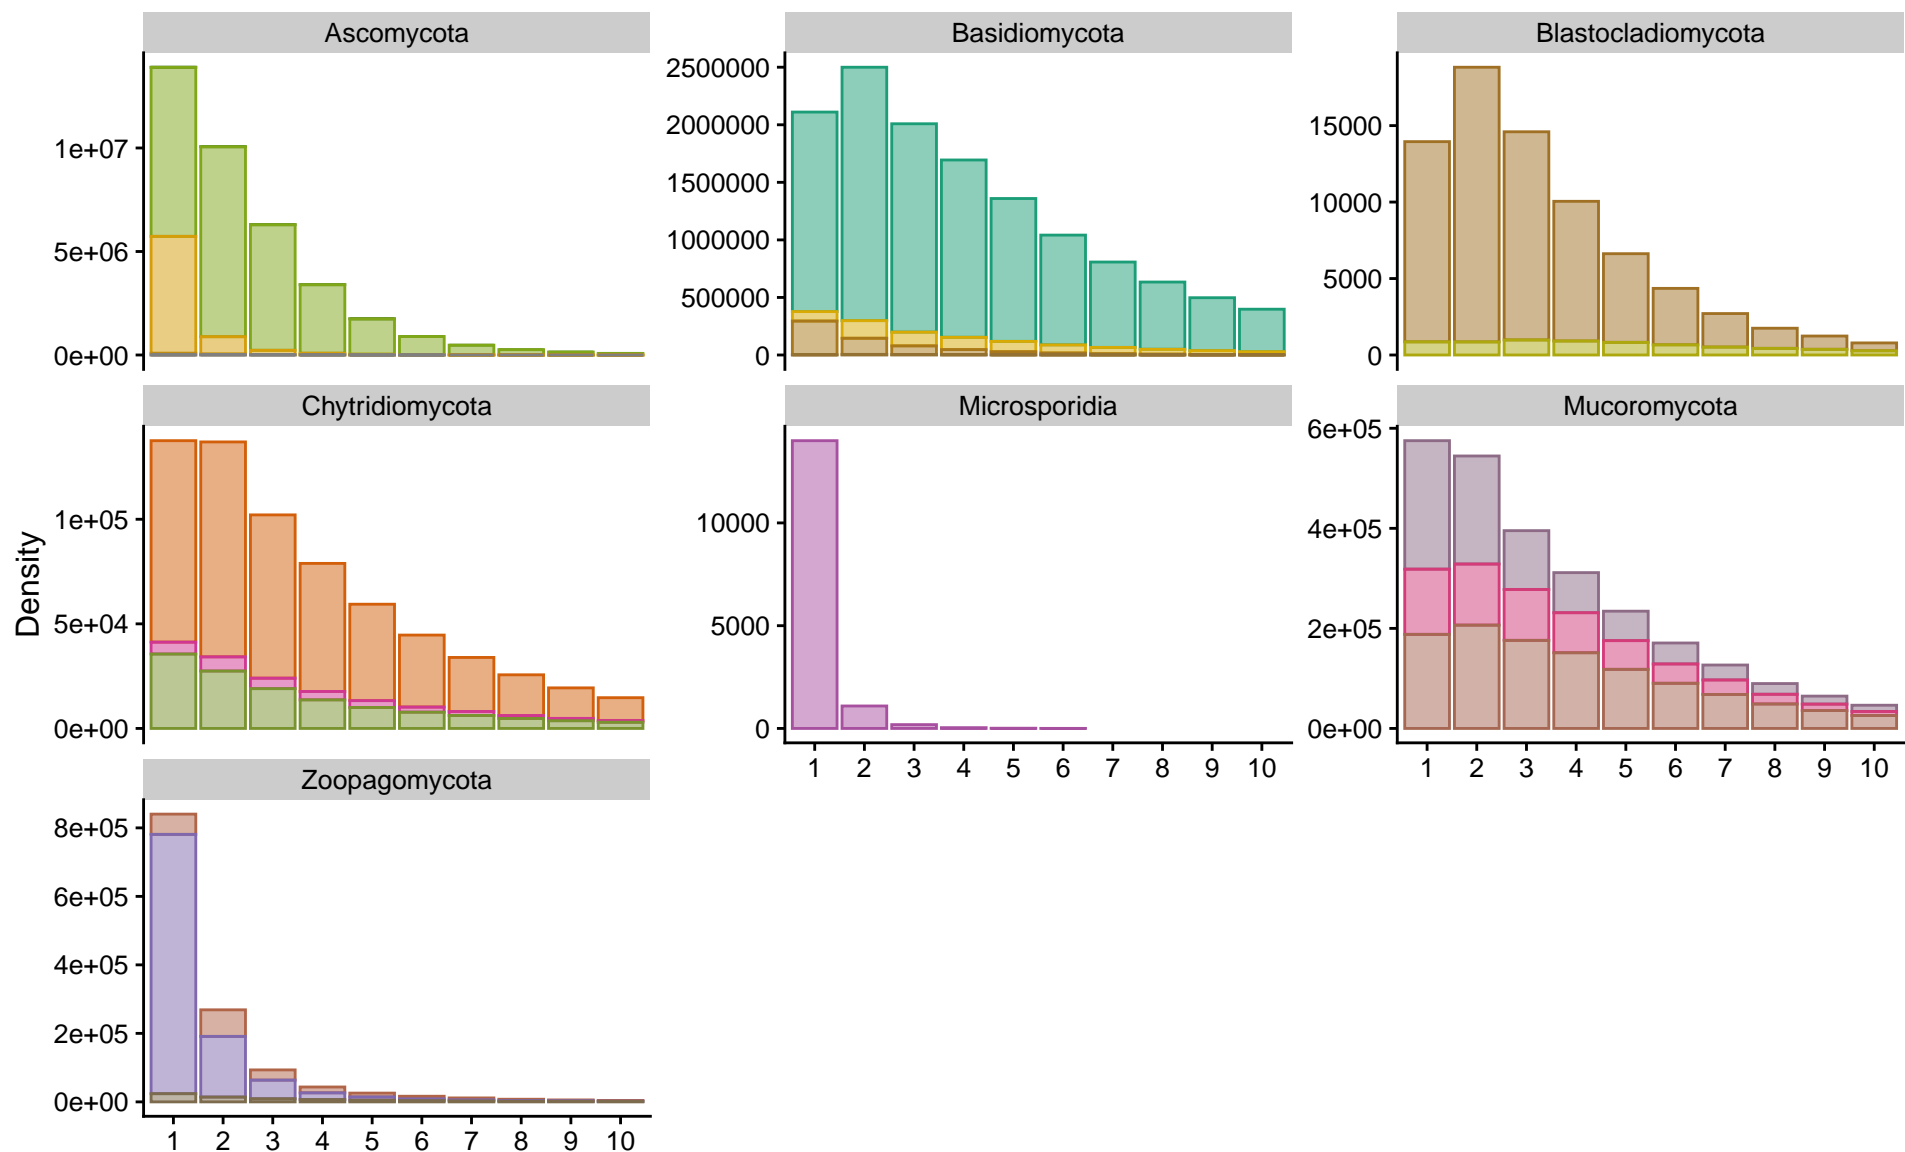 Ascomycota
Basidiomycota
Blastocladiomycota
1e+07
5e+06
0e+00
2500000
2000000
1500000
1000000
500000
0
15000
10000
5000
0
Chytridiomycota
Microsporidia
Mucoromycota
1e+05
5e+04
0e+00
10000
5000
0
6e+05
4e+05
2e+05
0e+00
1 2 3 4 5 6 7 8 9 10
1 2 3 4 5 6 7 8 9 10
Density
Zoopagomycota
8e+05
6e+05
4e+05
2e+05
0e+00
1 2 3 4 5 6 7 8 9 10